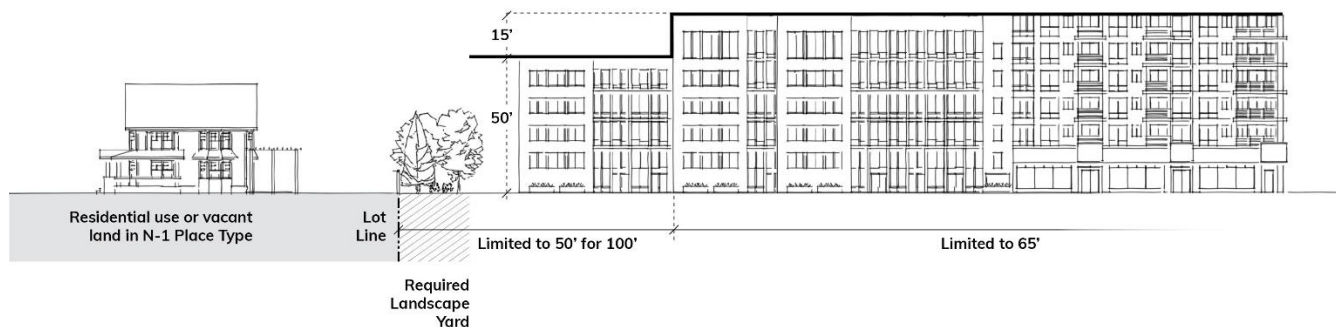 15’
50’
Residential use or vacant
land in N-1 Place Type
Lot
Line
Limited to 50’ for 100’
Limited to 65’
Required
Landscape
Yard